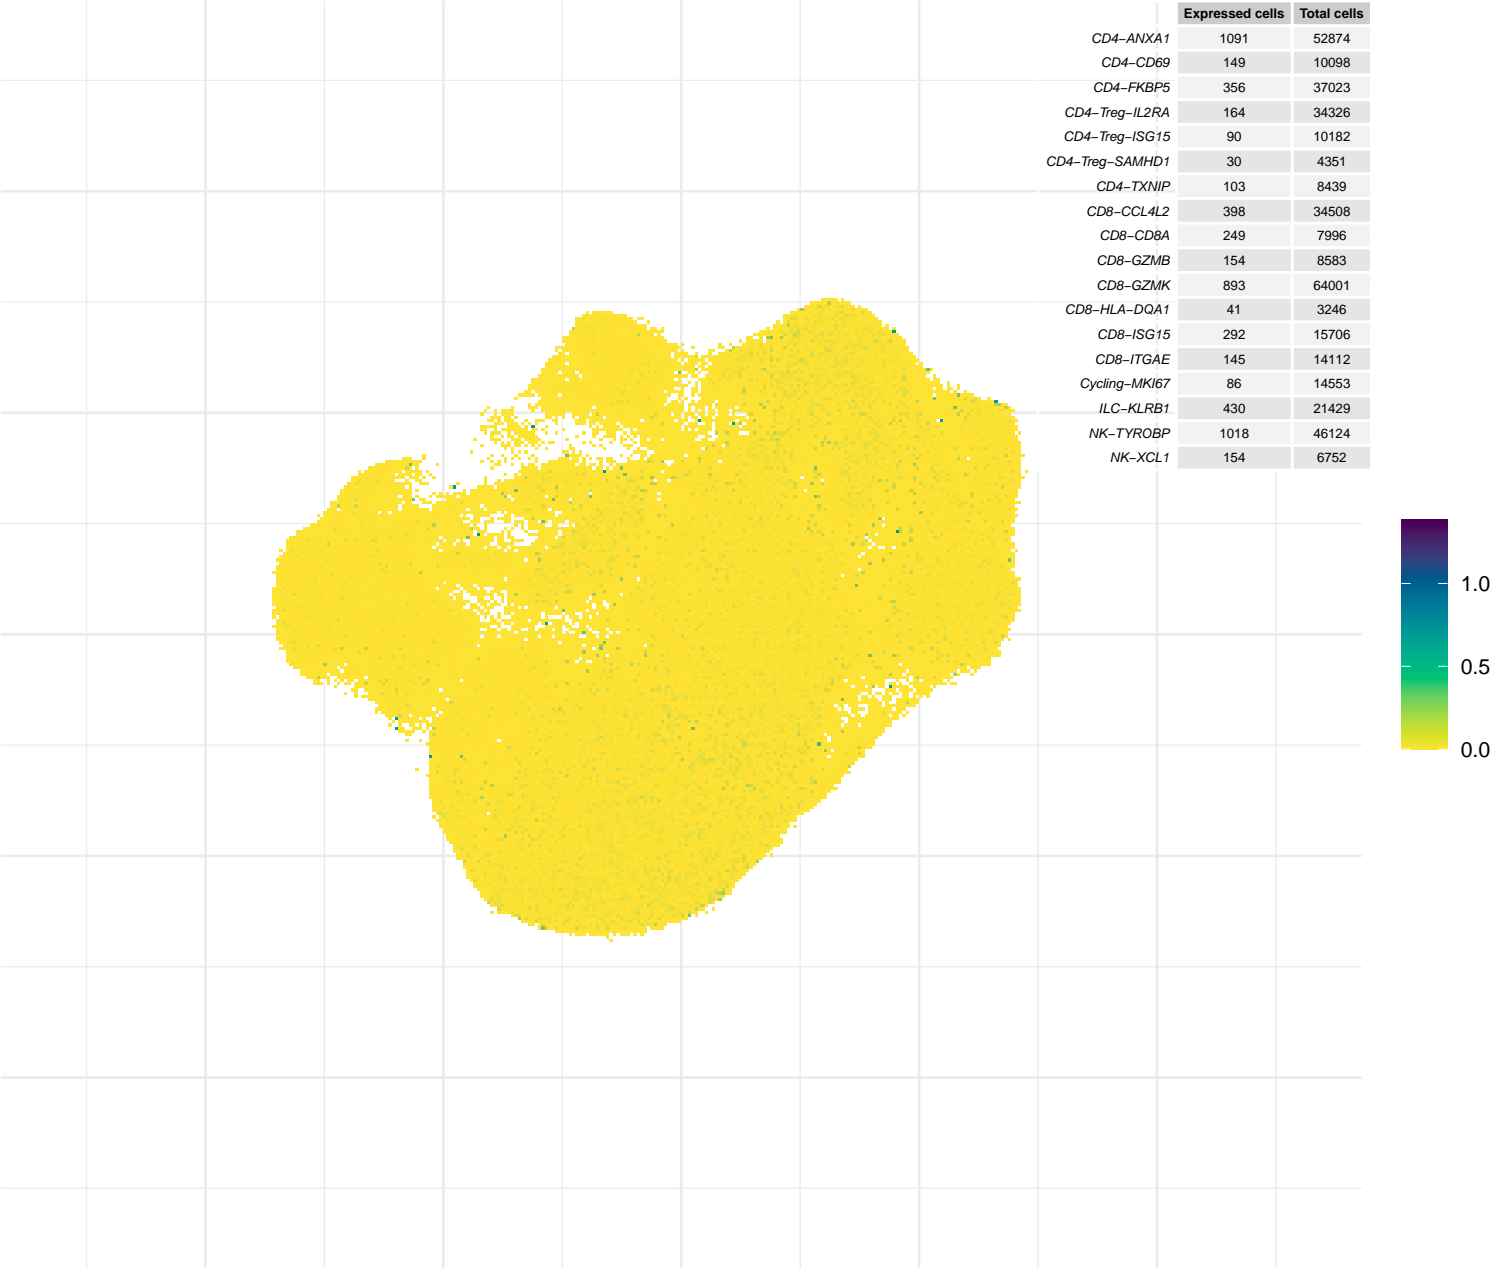 Expressed cells Total cells
CD4−ANXA1 1091 52874
CD4−CD69 149 10098
CD4−FKBP5 356 37023
CD4−Treg−IL2RA 164 34326
CD4−Treg−ISG15 90 10182
CD4−Treg−SAMHD1 30 4351
CD4−TXNIP 103 8439
CD8−CCL4L2 398 34508
CD8−CD8A 249 7996
CD8−GZMB 154 8583
CD8−GZMK 893 64001
CD8−HLA−DQA1 41 3246
CD8−ISG15 292 15706
CD8−ITGAE 145 14112
Cycling−MKI67 86 14553
ILC−KLRB1 430 21429
NK−TYROBP 1018 46124
NK−XCL1 154 6752
1.0
0.5
0.0